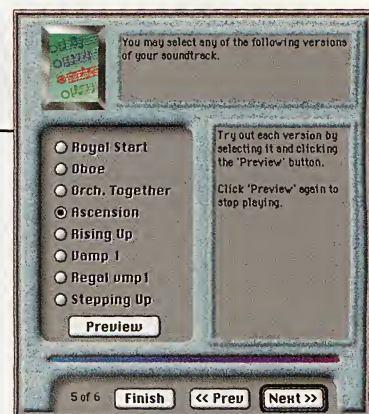 You may select any of the following versions
of your soundtrack.
Royal Start
Oboe
Orch. Together
Ascension
Rising Up
Vamp 1
Regal vmp1
Stepping Up
Preview
Try out each version by
selecting it and clicking
the 'Preview' button.
Click 'Preview' again to
stop playing.
5 of 6
Finish
<< Prev
Next >>